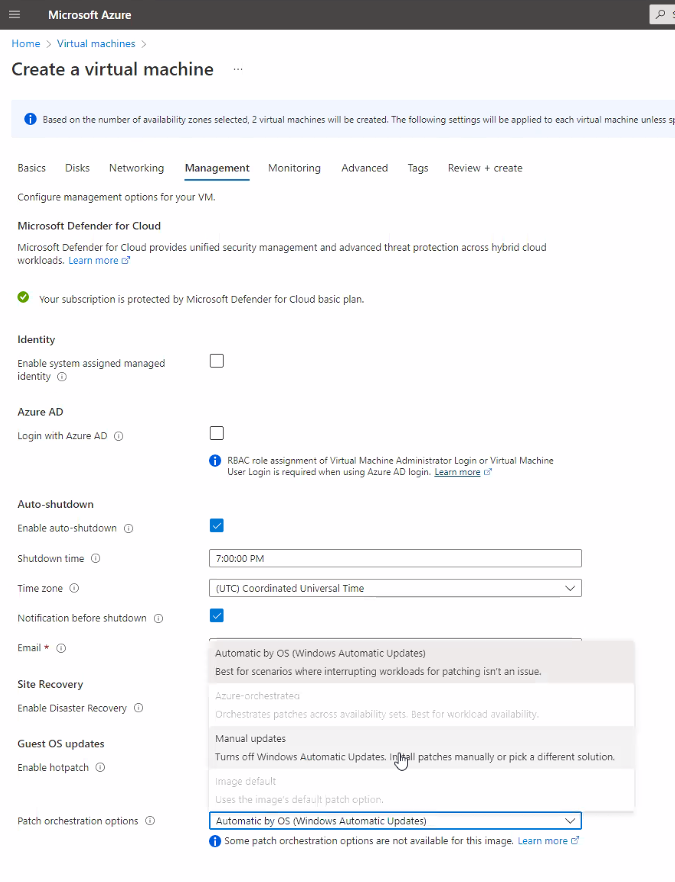 Microsoft Azure
Home > Virtual machines >
Create a virtual machine ...
Based on the number of availability zones selected, 2 virtual machines will be created. The following settings will be applied to each virtual machine unless
Basics Disks Networking Management Monitoring Advanced Tags Review + create
Configure management options for your VM.
Microsoft Defender for Cloud
Microsoft Defender for Cloud provides unified security management and advanced threat protection across hybrid cloud
workloads. Learn more
Your subscription is protected by Microsoft Defender for Cloud basic plan.
Identity
Enable system assigned managed
identity
Azure AD
Login with Azure AD
RBAC role assignment of Virtual Machine Administrator Login or Virtual Machine
User Login is required when using Azure AD login. Learn more
Auto-shutdown
Enable auto-shutdown
Shutdown time 7:00:00 PM
Time zone (UTC) Coordinated Universal Time
Notification before shutdown
Email *
Automatic by OS (Windows Automatic Updates)
Best for scenarios where interrupting workloads for patching isn't an issue.
Site Recovery
Azure-orchestrated
Enable Disaster Recovery
Orchestrates patches across availability sets. Best for workload availability.
Guest OS updates
Manual updates
Turns off Windows Automatic Updates. Install patches manually or pick a different solution.
Enable hotpatch
Image default
Uses the image's default patch option.
Patch orchestration options Automatic by OS (Windows Automatic Updates)
Some patch orchestration options are not available for this image. Learn more